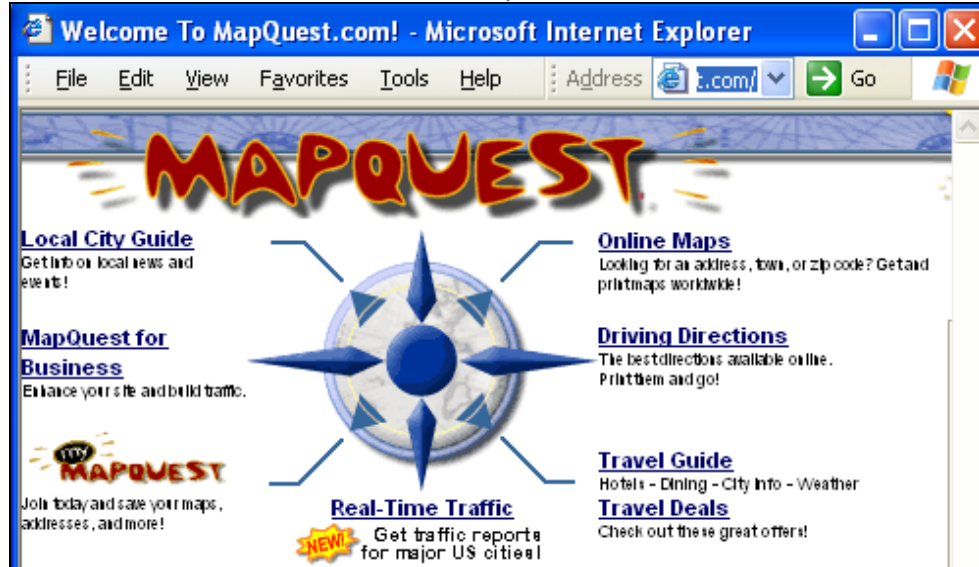 Welcome To MapQuest.com! - Microsoft Internet Explorer
File Edit View Favorites Tools Help Address t.com/ Go
MAPQUEST.
Local City Guide
Get info on local news and
events!
MapQuest for
Business
Enhance your site and build traffic.
my
MAPQUEST
Join today and save your maps,
addresses, and more!
Real-Time Traffic
NEW! Get traffic reports
for major US cities!
Online Maps
Looking for an address, town, or zip code? Get and
print maps worldwide!
Driving Directions
The best directions available online.
Print them and go!
Travel Guide
Hotels - Dining - City Info - Weather
Travel Deals
Check out these great offers!